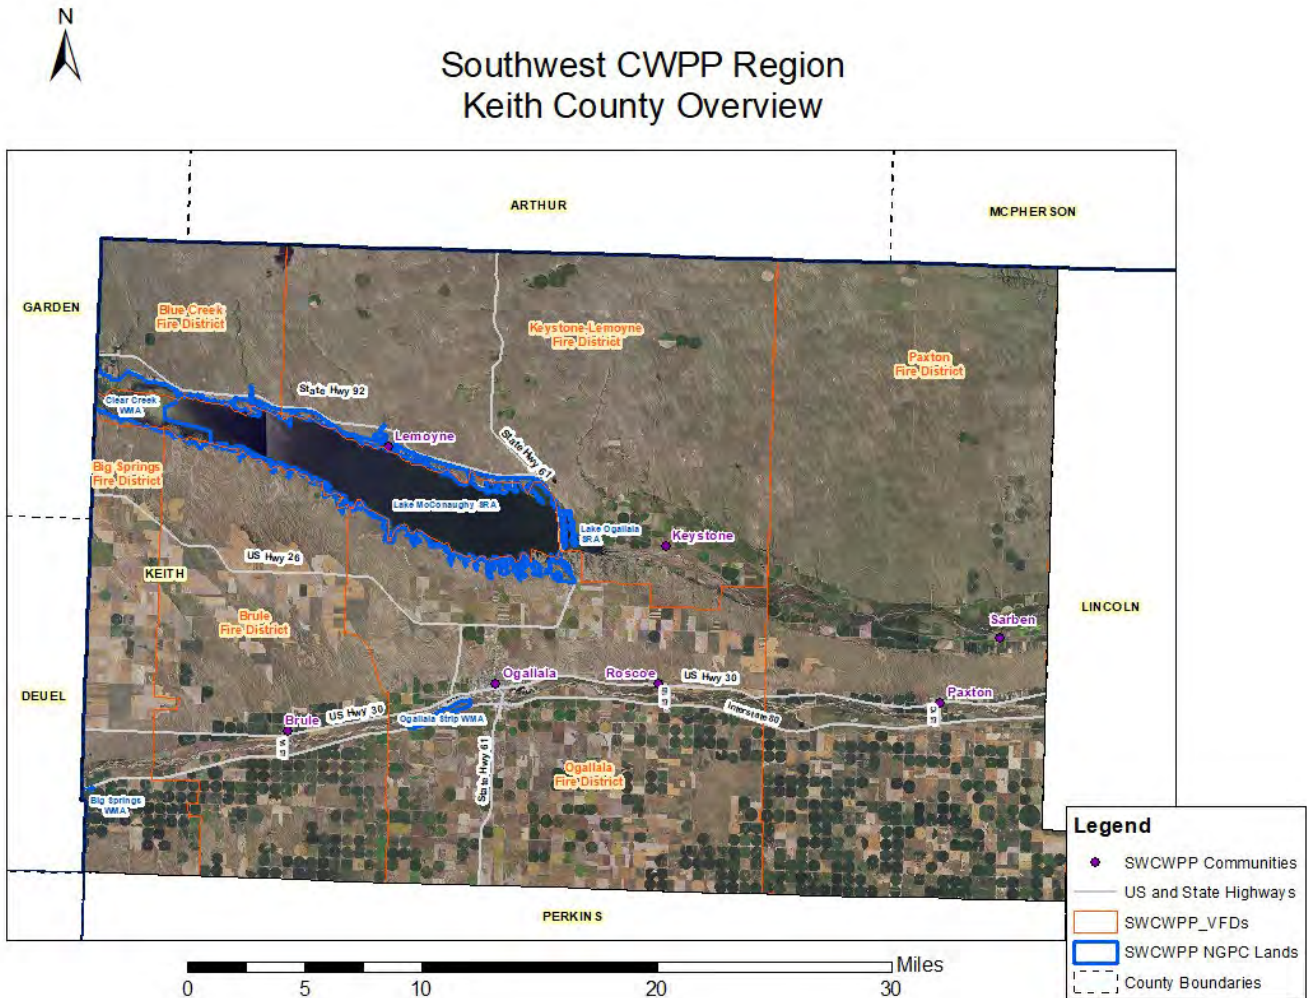 N
Southwest CWPP Region
Keith County Overview
ARTHUR
MCPHERSON
GARDEN
Blue Creek
Fire District
Keystone-Lemoyne
Fire District
Paxton
Fire District
State Hwy 92
Clear Creek
WMA
Lemoyne
State Hwy 61
Big Springs
Fire District
Lake McConaughy SRA
Lake Ogallala
SRA
Keystone
US Hwy 26
KEITH
LINCOLN
Brule
Fire District
Sarben
Ogallala
Roscoe
US Hwy 30
DEUEL
Paxton
Brule
US Hwy 30
Ogallala Strip WMA
Interstate 80
State Hwy 61
Ogallala
Fire District
Big Springs
WMA
PERKINS
Legend
SWCWPP Communities
US and State Highways
SWCWPP_VFDs
SWCWPP NGPC Lands
County Boundaries
Miles
0
5
10
20
30